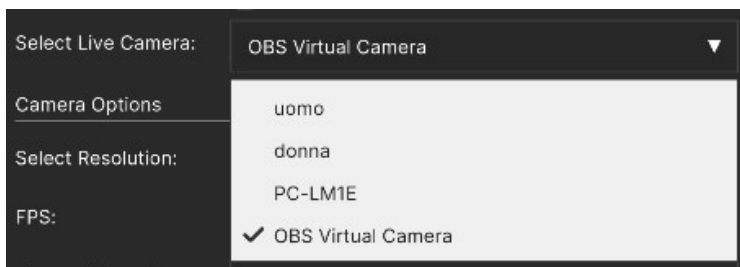 Select Live Camera:
OBS Virtual Camera
Camera Options
uomo
donna
Select Resolution:
PC-LM1E
FPS:
OBS Virtual Camera